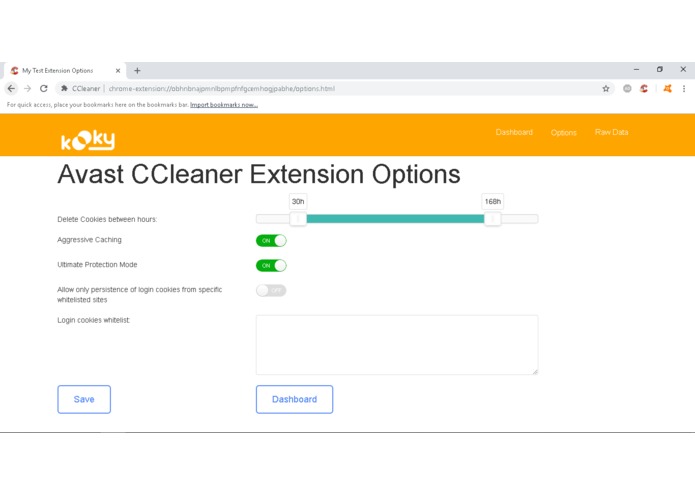 My Test Extension Options
CCleaner | chrome-extension://obhnbnajpmnlbpmpfnfgcemhogjpabhe/options.html
For quick access, place your bookmarks here on the bookmarks bar. Import bookmarks now...
kooky
Dashboard Options Raw Data
Avast CCleaner Extension Options
30h 168h
Delete Cookies between hours:
Aggressive Caching ON
Ultimate Protection Mode ON
Allow only persistence of login cookies from specific OFF
whitelisted sites
Login cookies whitelist:
Save Dashboard